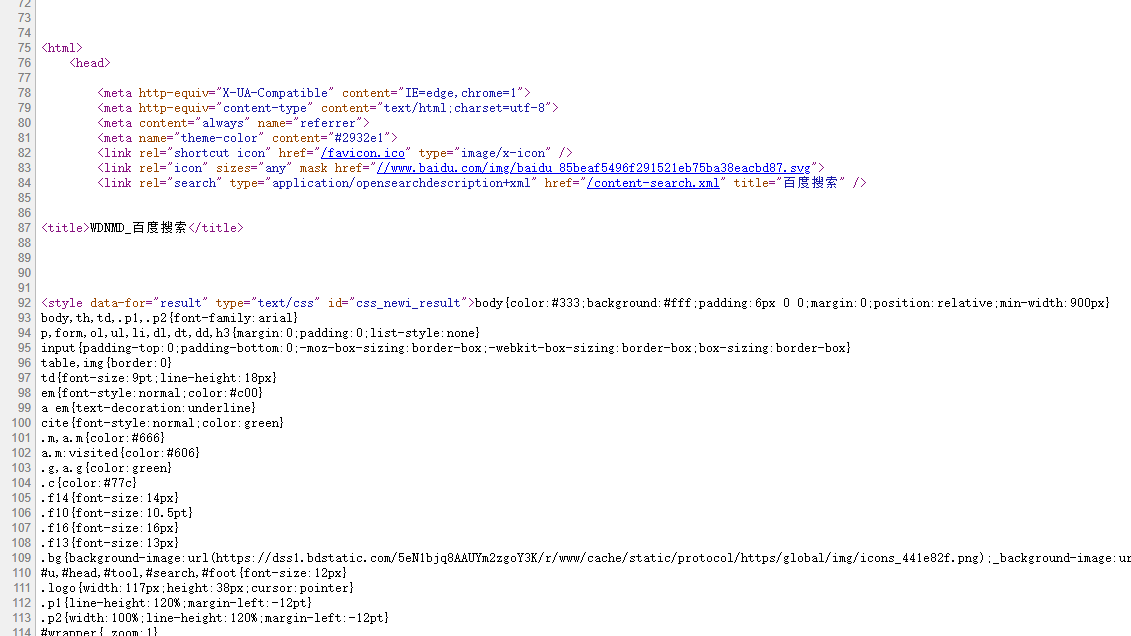 72
73
74
75 <html>
76 <head>
77
78 <meta http-equiv="X-UA-Compatible" content="IE=edge,chrome=1">
79 <meta http-equiv="content-type" content="text/html;charset=utf-8">
80 <meta content="always" name="referrer">
81 <meta name="theme-color" content="#2932e1">
82 <link rel="shortcut icon" href="/favicon.ico" type="image/x-icon" />
83 <link rel="icon" sizes="any" mask href="//www.baidu.com/img/baidu_85beaf5496f291521eb75ba38eacbd87.svg">
84 <link rel="search" type="application/opensearchdescription+xml" href="/content-search.xml" title="百度搜索" />
85
86
87 <title>WDNMD_百度搜索</title>
88
89
90
91
92 <style data-for="result" type="text/css" id="css_newi_result">body{color:#333;background:#fff;padding:6px 0 0;margin:0;position:relative;min-width:900px}
93 body,th,td,.p1,.p2{font-family:arial}
94 p,form,ol,ul,li,dl,dt,dd,h3{margin:0;padding:0;list-style:none}
95 input{padding-top:0;padding-bottom:0;-moz-box-sizing:border-box;-webkit-box-sizing:border-box;box-sizing:border-box}
96 table,img{border:0}
97 td{font-size:9pt;line-height:18px}
98 em{font-style:normal;color:#c00}
99 a em{text-decoration:underline}
100 cite{font-style:normal;color:green}
101 .m,a.m{color:#666}
102 a.m:visited{color:#606}
103 .g,a.g{color:green}
104 .c{color:#77c}
105 .f14{font-size:14px}
106 .f10{font-size:10.5pt}
107 .f16{font-size:16px}
108 .f13{font-size:13px}
109 .bg{background-image:url(https://dss1.bdstatic.com/5eN1bjq8AAUYm2zgoY3K/r/www/cache/static/protocol/https/global/img/icons_441e82f.png);_background-image:ur
110 #u,#head,#tool,#search,#foot{font-size:12px}
111 .logo{width:117px;height:38px;cursor:pointer}
112 .p1{line-height:120%;margin-left:-12pt}
113 .p2{width:100%;line-height:120%;margin-left:-12pt}
114 #wrapper{_zoom:1}